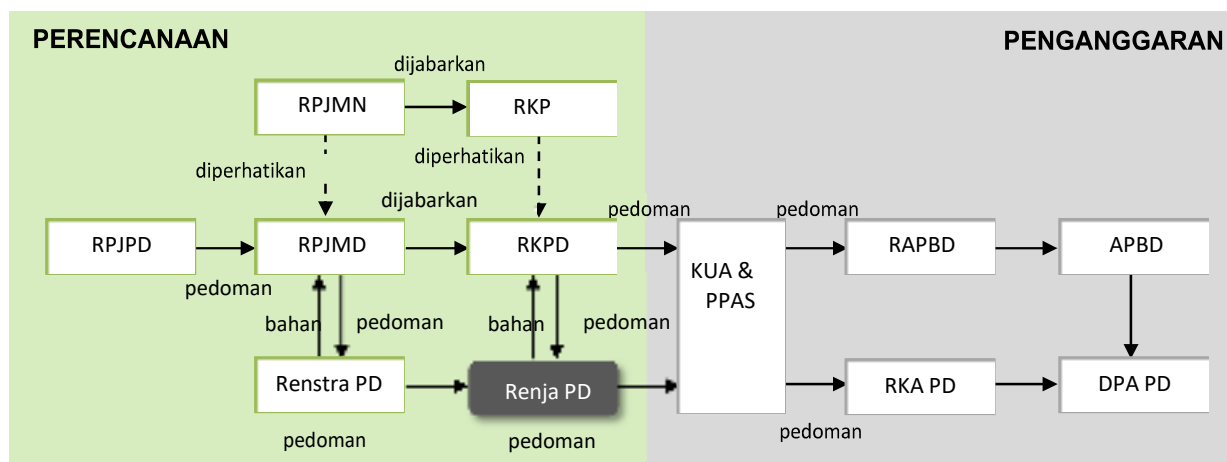 PERENCANAAN
PENGANGGARAN
dijabarkan
RPJMN
RKP
diperhatikan
diperhatikan
dijabarkan
pedoman
pedoman
RPJPD
RPJMD
RKPD
RAPBD
APBD
KUA &
PPAS
pedoman
bahan
pedoman
bahan
pedoman
Renstra PD
Renja PD
RKA PD
DPA PD
pedoman
pedoman
pedoman